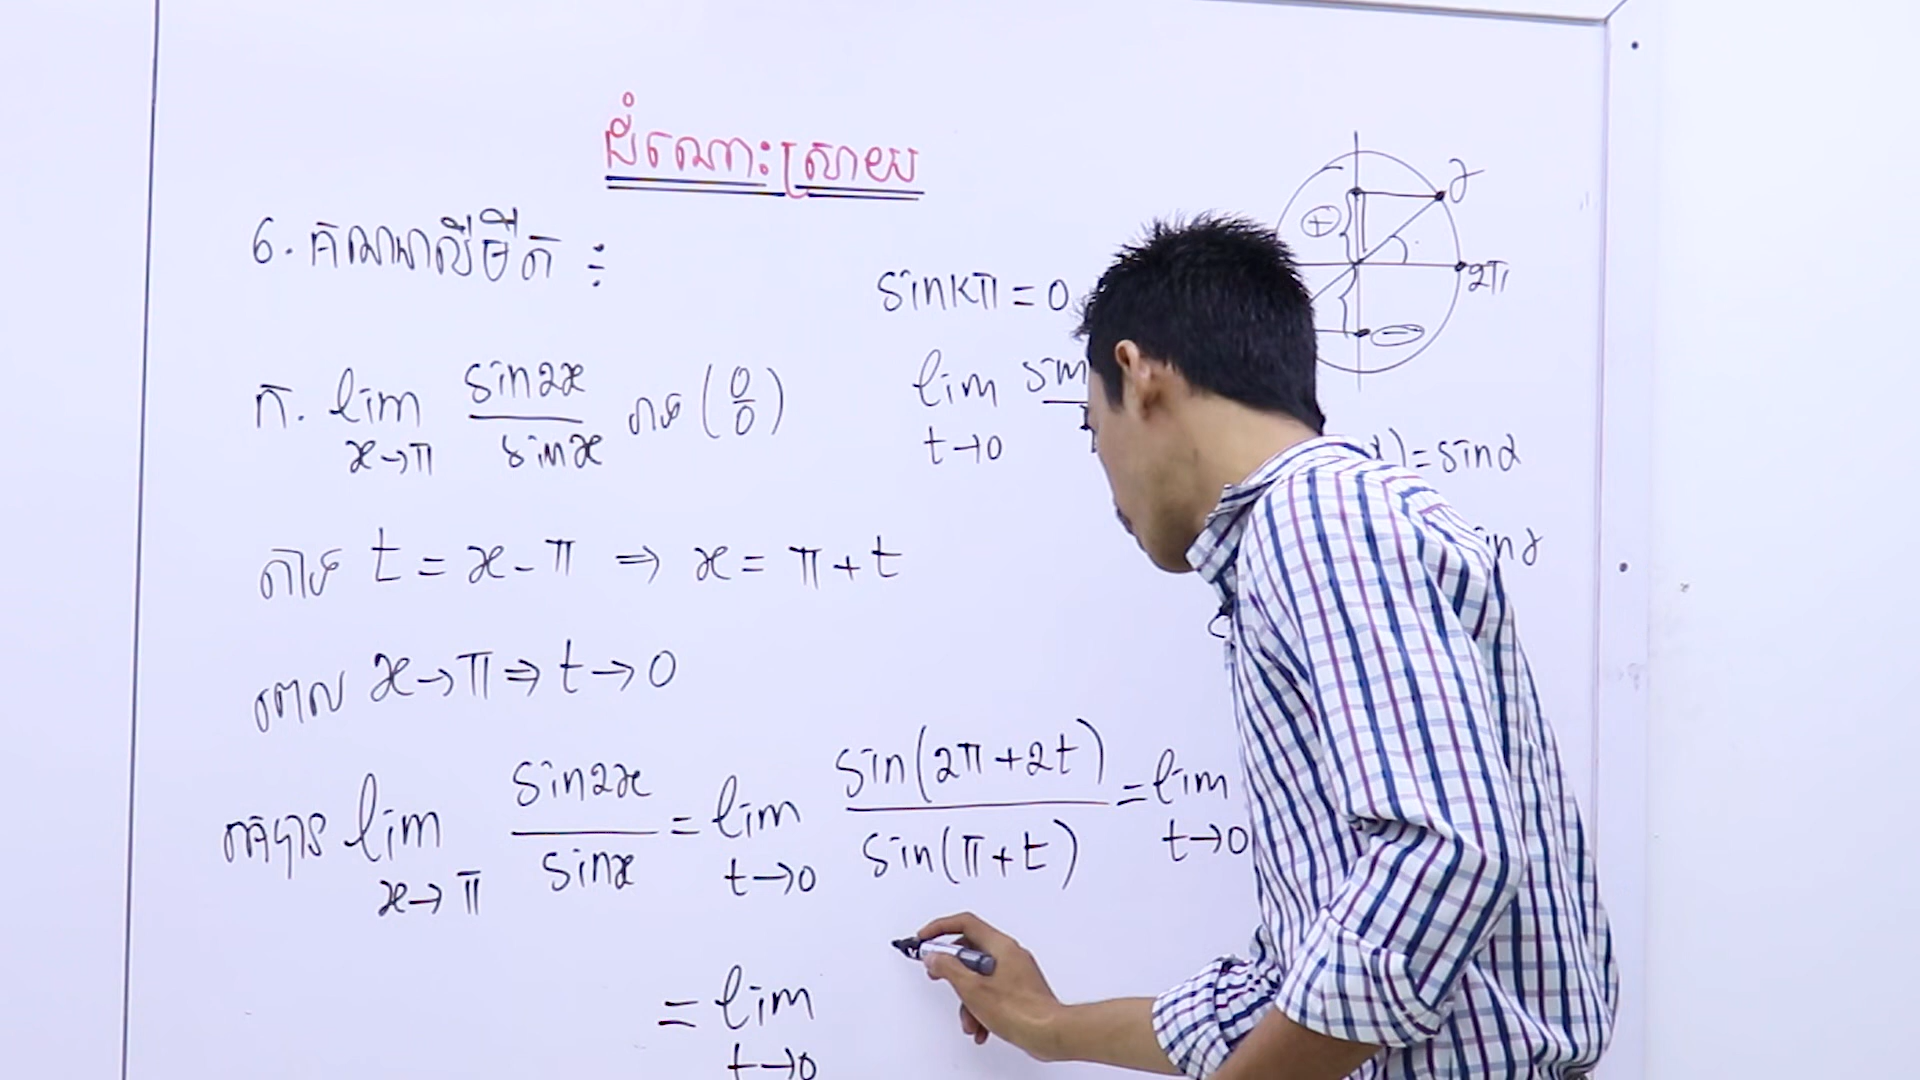 ដំណោះស្រាយ
6. គណនាលីមីត ៖
sinkπ = 0
ក. lim x→π sin2x / sinx រាង (0/0)
lim t→0
តាង t = x - π ⇒ x = π + t
ពេល x→π ⇒ t→0
គេបាន lim x→π sin2x / sinx = lim t→0 sin(2π+2t) / sin(π+t) = lim t→0
= lim t→0
2π
) = sinα